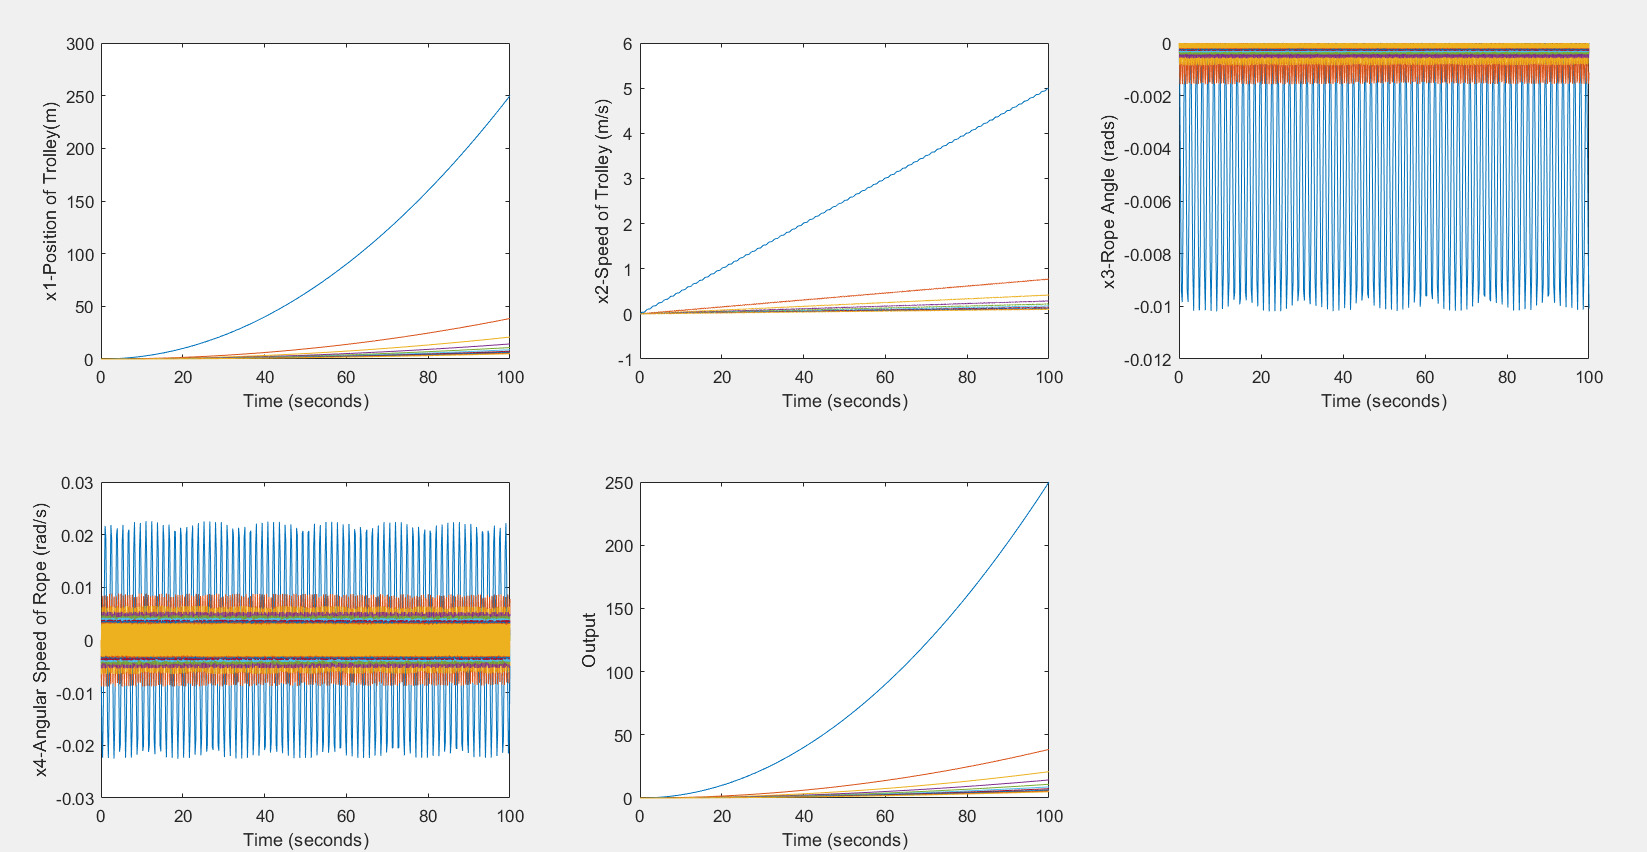 300
250
200
150
100
50
0
x1-Position of Trolley(m)
0 20 40 60 80 100
Time (seconds)
6
5
4
3
2
1
0
-1
x2-Speed of Trolley (m/s)
0 20 40 60 80 100
Time (seconds)
0
-0.002
-0.004
-0.006
-0.008
-0.01
-0.012
x3-Rope Angle (rads)
0 20 40 60 80 100
Time (seconds)
0.03
0.02
0.01
0
-0.01
-0.02
-0.03
x4-Angular Speed of Rope (rad/s)
0 20 40 60 80 100
Time (seconds)
250
200
150
100
50
0
Output
0 20 40 60 80 100
Time (seconds)